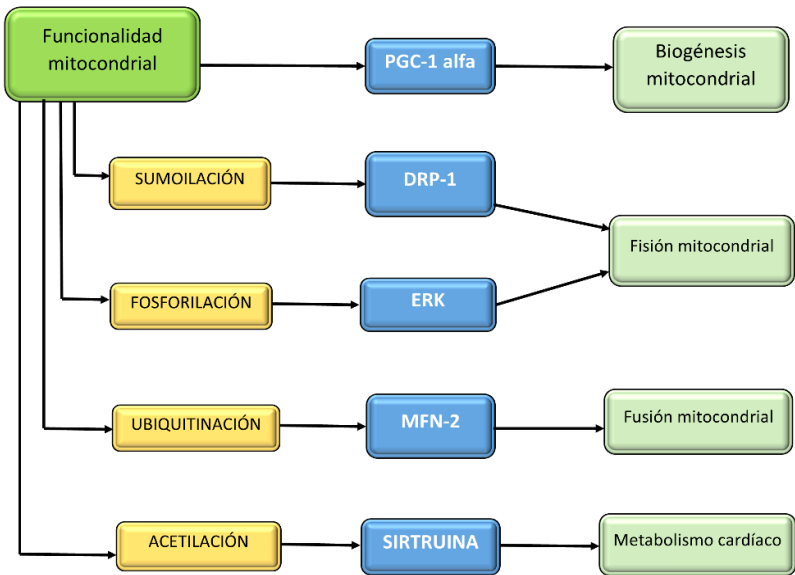 Funcionalidad
mitocondrial
PGC-1 alfa
Biogénesis
mitocondrial
SUMOILACIÓN
DRP-1
Fisión mitocondrial
FOSFORILACIÓN
ERK
UBIQUITINACIÓN
MFN-2
Fusión mitocondrial
ACETILACIÓN
SIRTRUINA
Metabolismo cardíaco